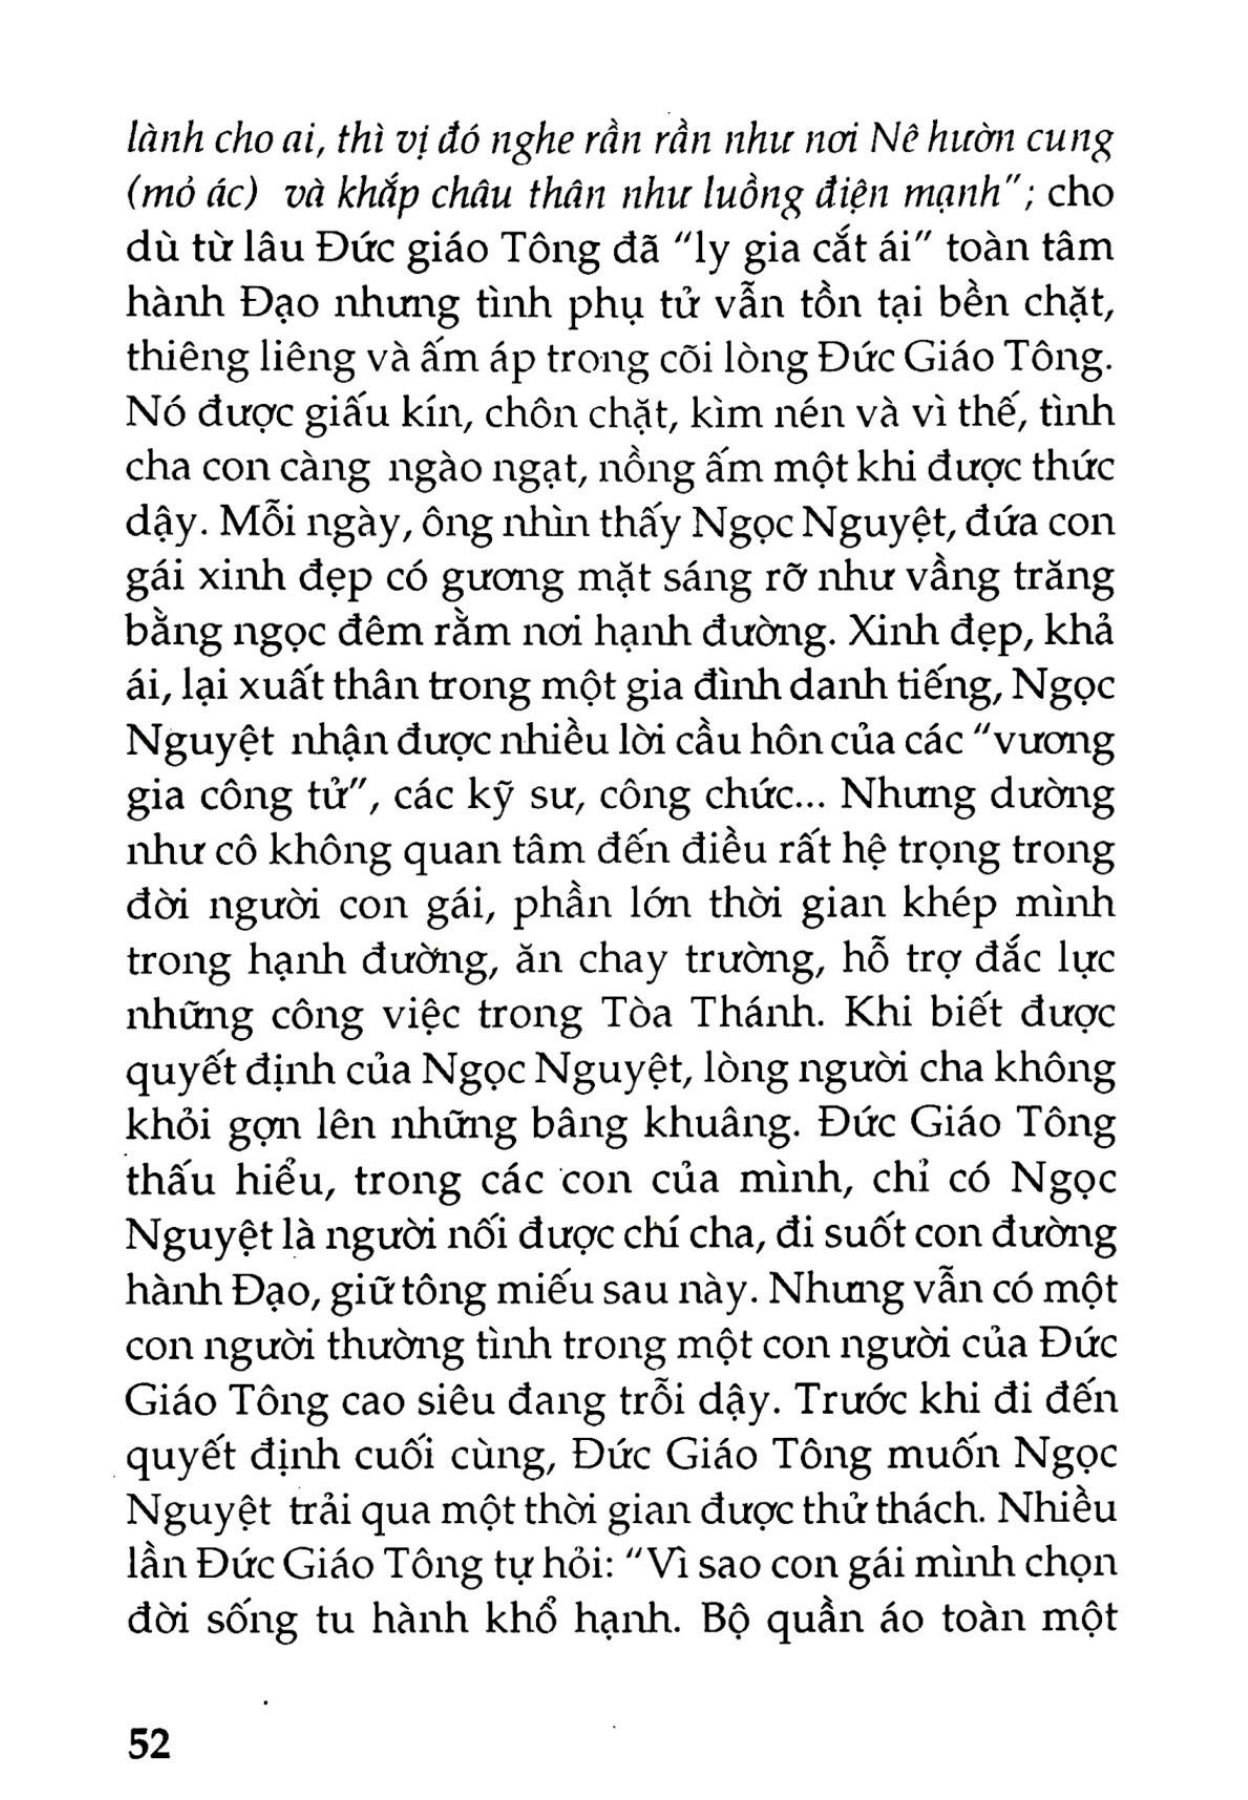 lành cho ai, thì vị đó nghe rần rần như nơi Nê hườn cung
(mỏ ác) và khắp châu thân như luồng điện mạnh"; cho
dù từ lâu Đức giáo Tông đã "ly gia cắt ái" toàn tâm
hành Đạo nhưng tình phụ tử vẫn tồn tại bền chặt,
thiêng liêng và ấm áp trong cõi lòng Đức Giáo Tông.
Nó được giấu kín, chôn chặt, kìm nén và vì thế, tình
cha con càng ngào ngạt, nồng ấm một khi được thức
dậy. Mỗi ngày, ông nhìn thấy Ngọc Nguyệt, đứa con
gái xinh đẹp có gương mặt sáng rỡ như vầng trăng
bằng ngọc đêm rằm nơi hạnh đường. Xinh đẹp, khả
ái, lại xuất thân trong một gia đình danh tiếng, Ngọc
Nguyệt nhận được nhiều lời cầu hôn của các "vương
gia công tử", các kỹ sư, công chức... Nhưng dường
như cô không quan tâm đến điều rất hệ trọng trong
đời người con gái, phần lớn thời gian khép mình
trong hạnh đường, ăn chay trường, hỗ trợ đắc lực
những công việc trong Tòa Thánh. Khi biết được
quyết định của Ngọc Nguyệt, lòng người cha không
khỏi gợn lên những bâng khuâng. Đức Giáo Tông
thấu hiểu, trong các con của mình, chỉ có Ngọc
Nguyệt là người nối được chí cha, đi suốt con đường
hành Đạo, giữ tông miếu sau này. Nhưng vẫn có một
con người thường tình trong một con người của Đức
Giáo Tông cao siêu đang trỗi dậy. Trước khi đi đến
quyết định cuối cùng, Đức Giáo Tông muốn Ngọc
Nguyệt trải qua một thời gian được thử thách. Nhiều
lần Đức Giáo Tông tự hỏi: "Vì sao con gái mình chọn
đời sống tu hành khổ hạnh. Bộ quần áo toàn một
52